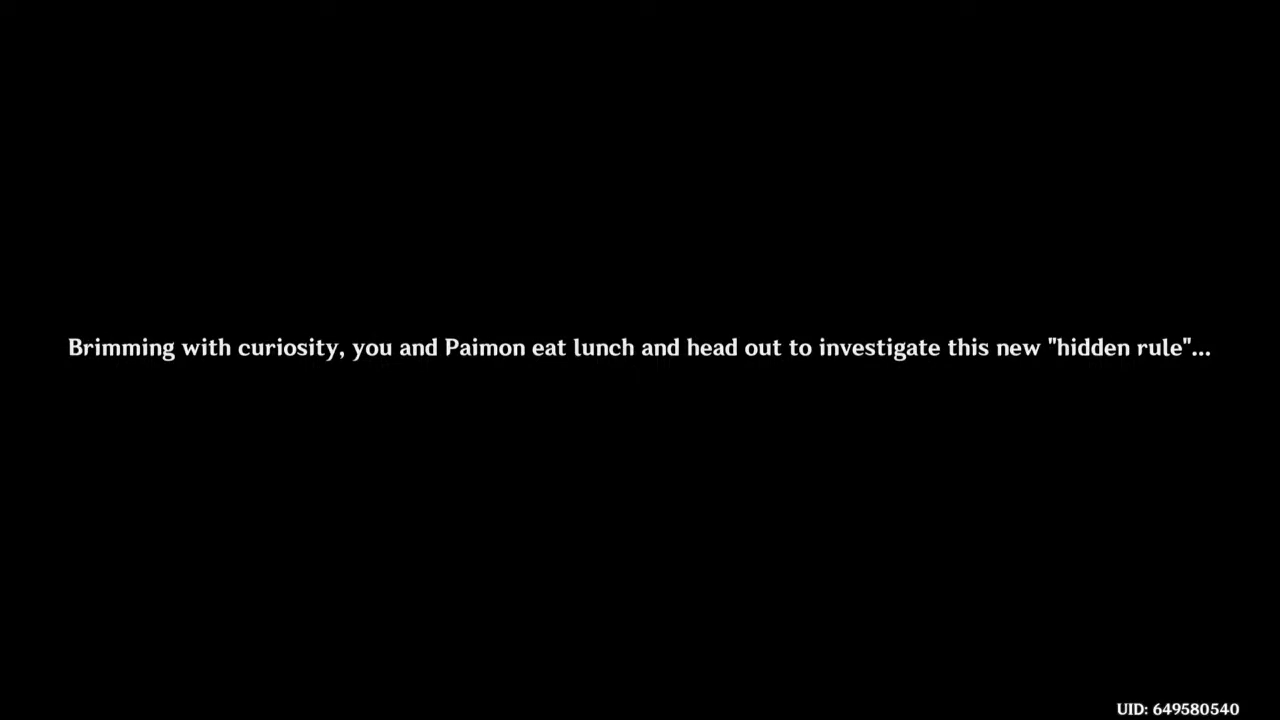 Brimming with curiosity, you and Paimon eat lunch and head out to investigate this new "hidden rule"...
UID: 649580540